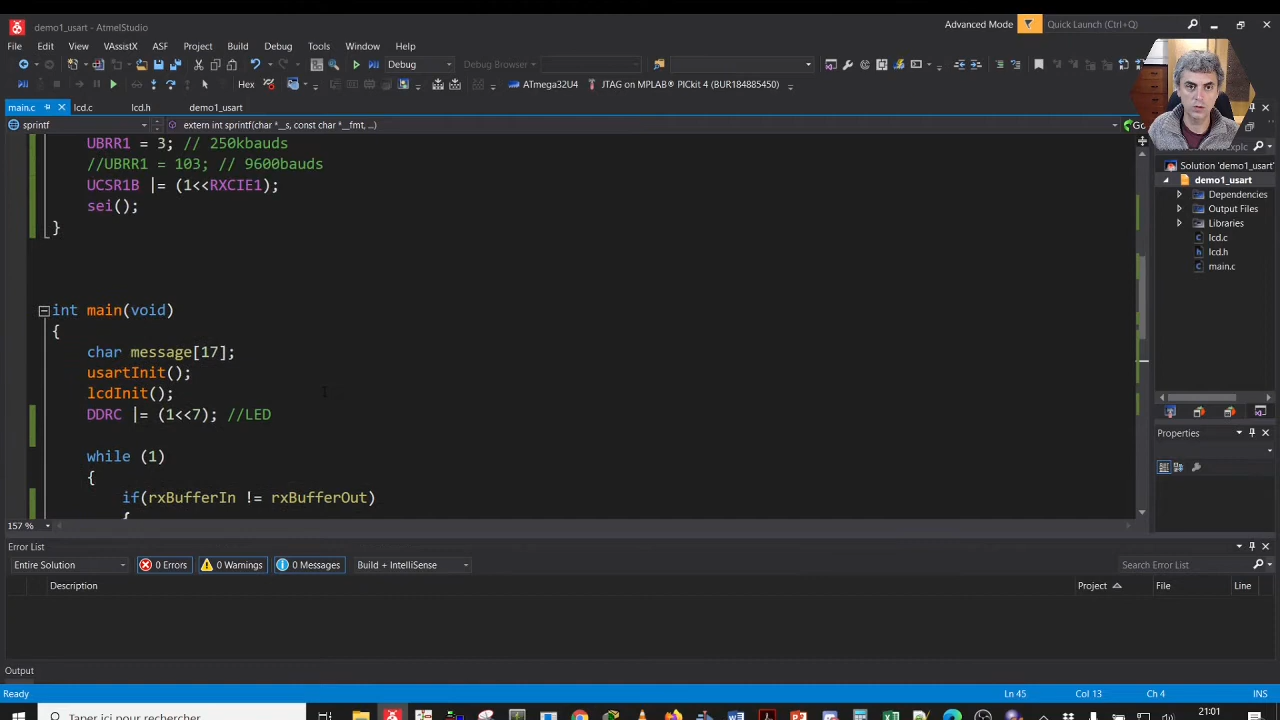 demo1_usart - AtmelStudio
Advanced Mode
Quick Launch (Ctrl+Q)
File Edit View VAssistX ASF Project Build Debug Tools Window Help
Debug
Debug Browser
Hex
ATmega32U4
JTAG on MPLAB® PICkit 4 (BUR184885450)
main.c lcd.c lcd.h demo1_usart
sprintf
extern int sprintf(char *__s, const char *__fmt, ...)
Go
UBRR1 = 3; // 250kbauds
//UBRR1 = 103; // 9600bauds
UCSR1B |= (1<<RXCIE1);
sei();
}
int main(void)
{
char message[17];
usartInit();
lcdInit();
DDRC |= (1<<7); //LED
while (1)
{
if(rxBufferIn != rxBufferOut)
{
157 %
Solution 'demo1_usart'
demo1_usart
Dependencies
Output Files
Libraries
lcd.c
lcd.h
main.c
Properties
Error List
Entire Solution
0 Errors
0 Warnings
0 Messages
Build + IntelliSense
Search Error List
Description Project File Line
Output
Ready
Ln 45 Col 13 Ch 4 INS
Taper ici pour rechercher
21:01